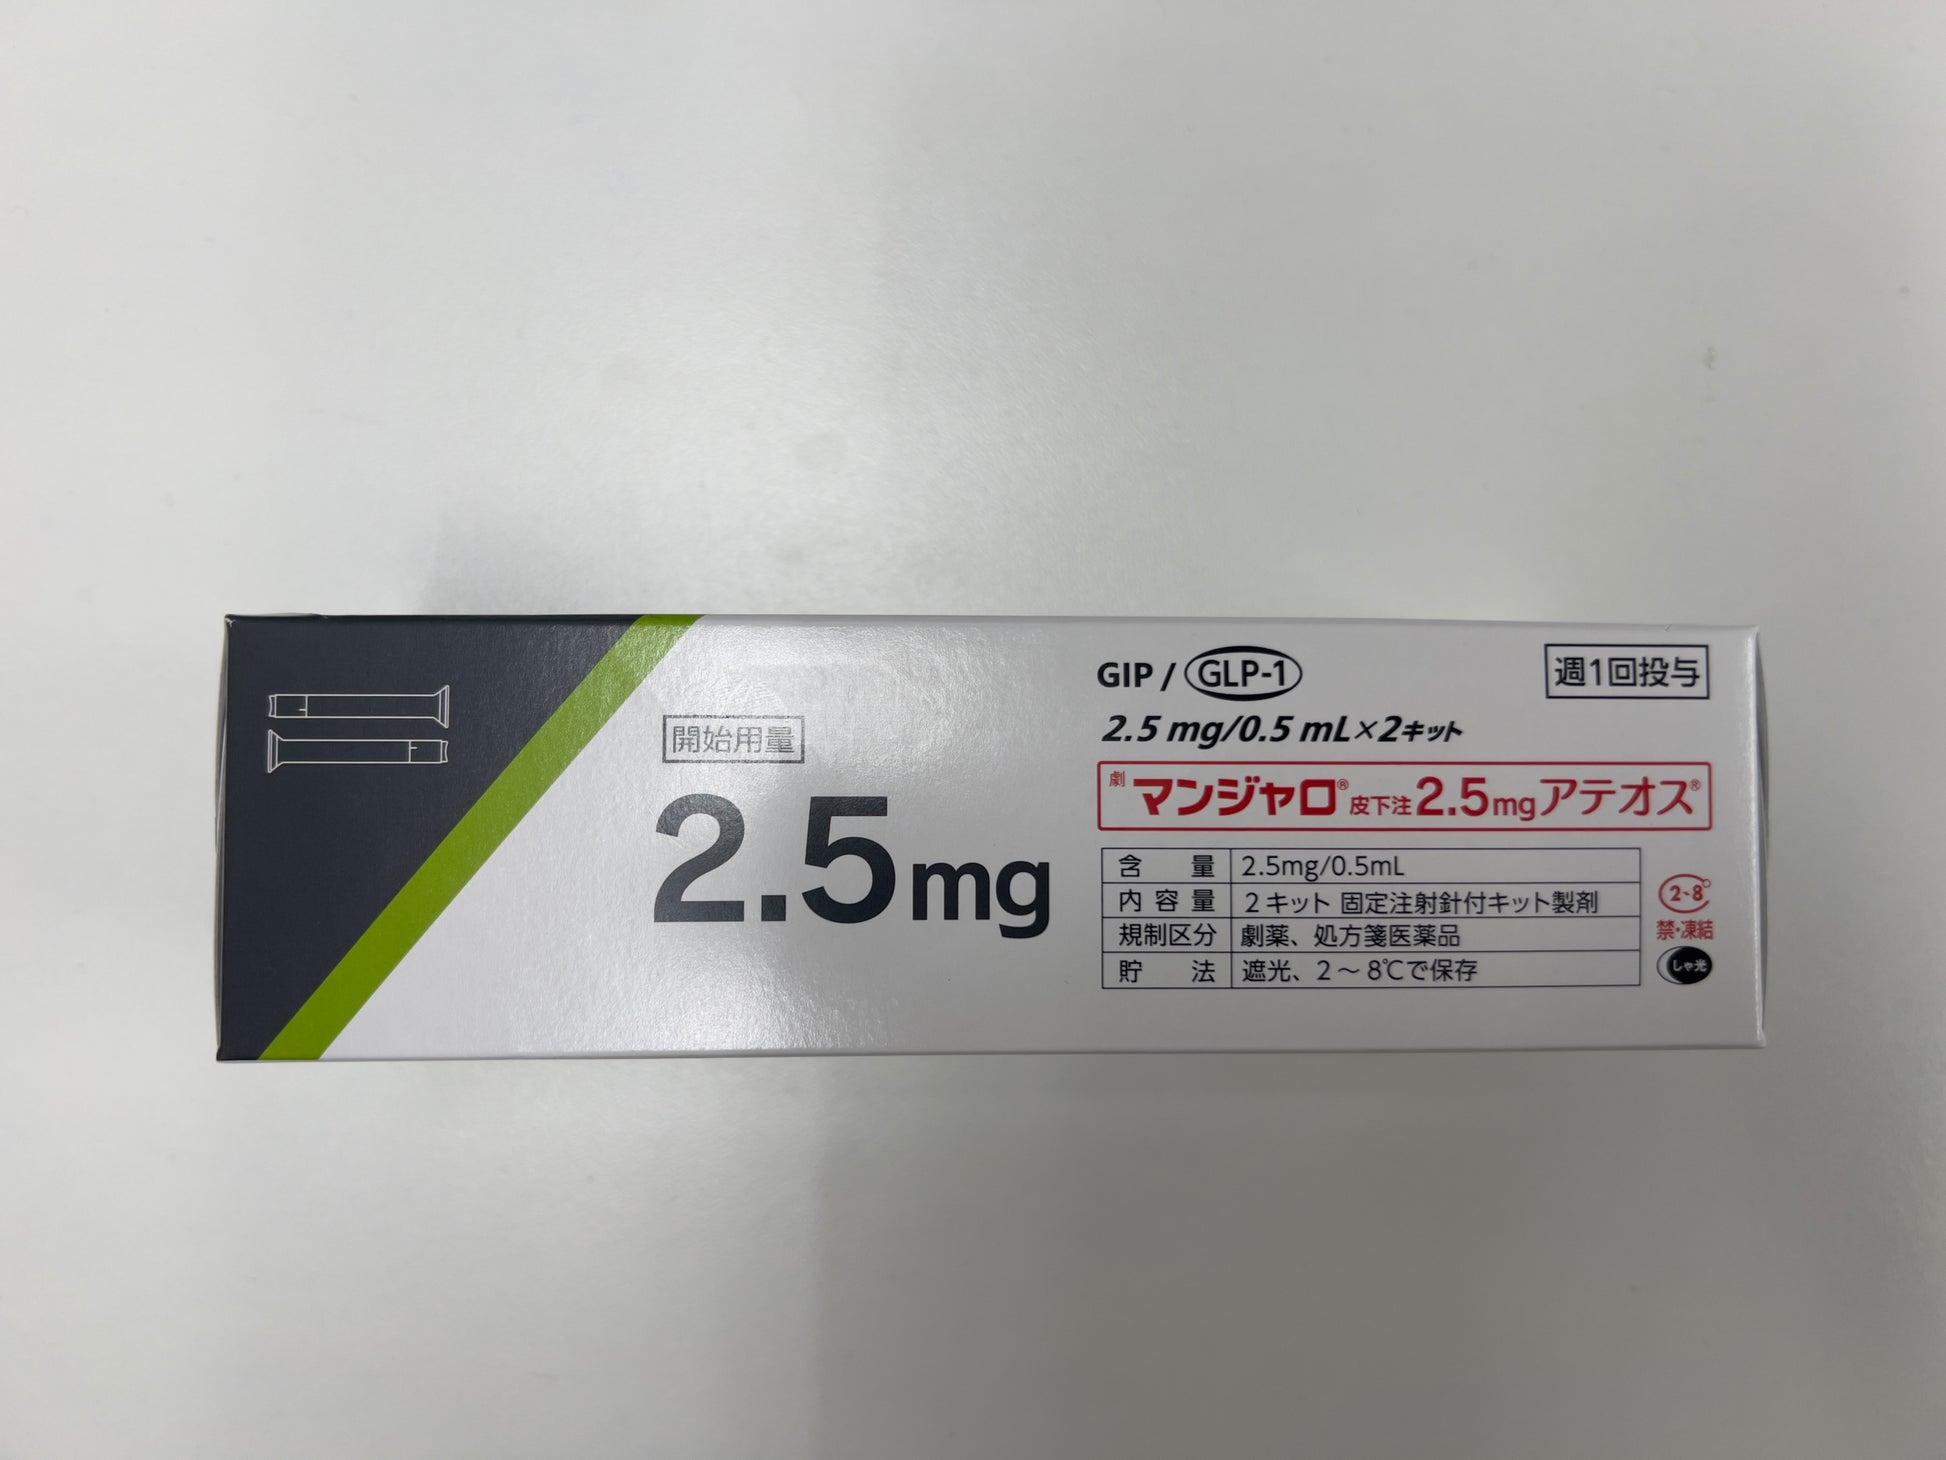 開始用量
2.5mg
GIP / GLP-1
週1回投与
2.5 mg/0.5 mL×2キット
劇 マンジャロ® 皮下注2.5mgアテオス®
含量 2.5mg/0.5mL
内容量 2キット 固定注射針付キット製剤
規制区分 劇薬、処方箋医薬品
貯法 遮光、2～8℃で保存
2~8°
禁・凍結
しゃ光